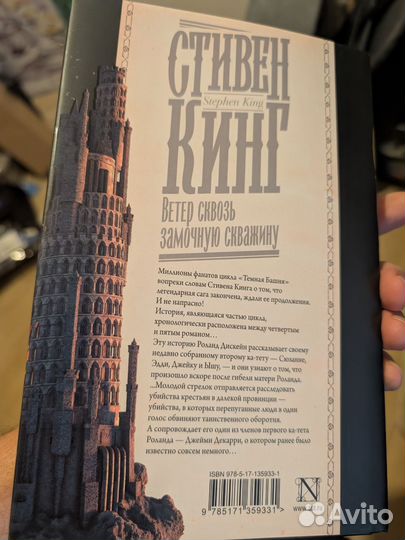 СТИВЕН
Stephen King
КИНГ
Ветер сквозь
замочную скважину
Миллионы фанатов цикла «Темная Башня»
вопреки словам Стивена Кинга о том, что
легендарная сага закончена, ждали ее продолжения.
И не напрасно!
История, являющаяся частью цикла,
хронологически расположена между четвертым
и пятым романом...
Эту историю Роланд Дискейн рассказывает своему
недавно собранному второму ка-тету — Сюзанне,
Эдди, Джейку и Ышу, — и они узнают о том, что
произошло вскоре после гибели матери Роланда.
...Молодой стрелок отправляется расследовать
убийства крестьян в далекой провинции —
убийства, в которых перепуганные люди в один
голос обвиняют таинственного оборотня.
А сопровождает его один из членов первого ка-тета
Роланда — Джейми Декарри, о котором ранее было
известно совсем немного...
ISBN 978-5-17-135933-1
9 785171 359331 >
N
www.ast.ru
Avito